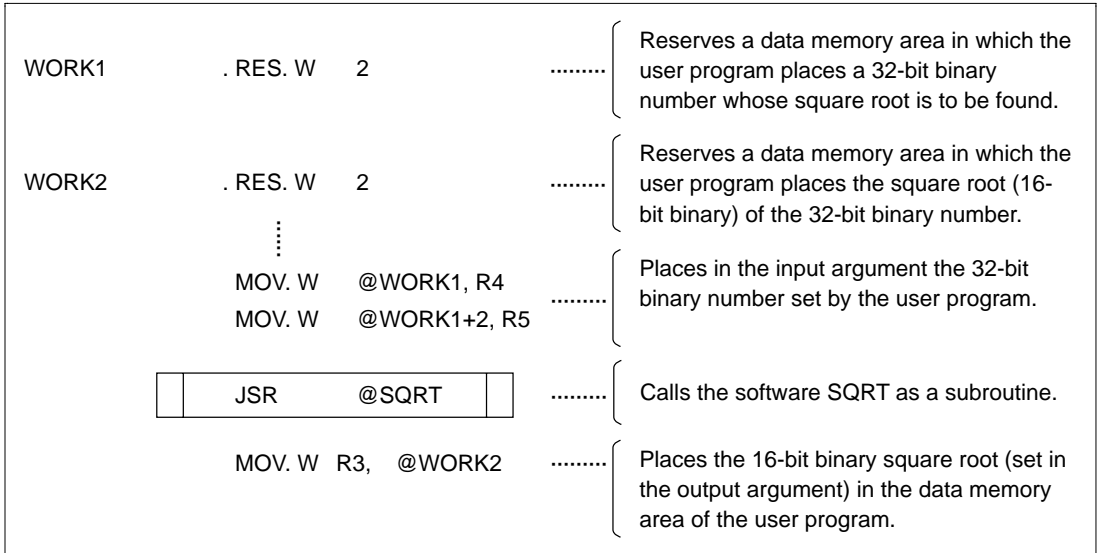 WORK1 . RES. W 2 ......... Reserves a data memory area in which the
user program places a 32-bit binary
number whose square root is to be found.
WORK2 . RES. W 2 ......... Reserves a data memory area in which the
user program places the square root (16-
bit binary) of the 32-bit binary number.
MOV. W @WORK1, R4
MOV. W @WORK1+2, R5 ......... Places in the input argument the 32-bit
binary number set by the user program.
JSR @SQRT ......... Calls the software SQRT as a subroutine.
MOV. W R3, @WORK2 ......... Places the 16-bit binary square root (set in
the output argument) in the data memory
area of the user program.